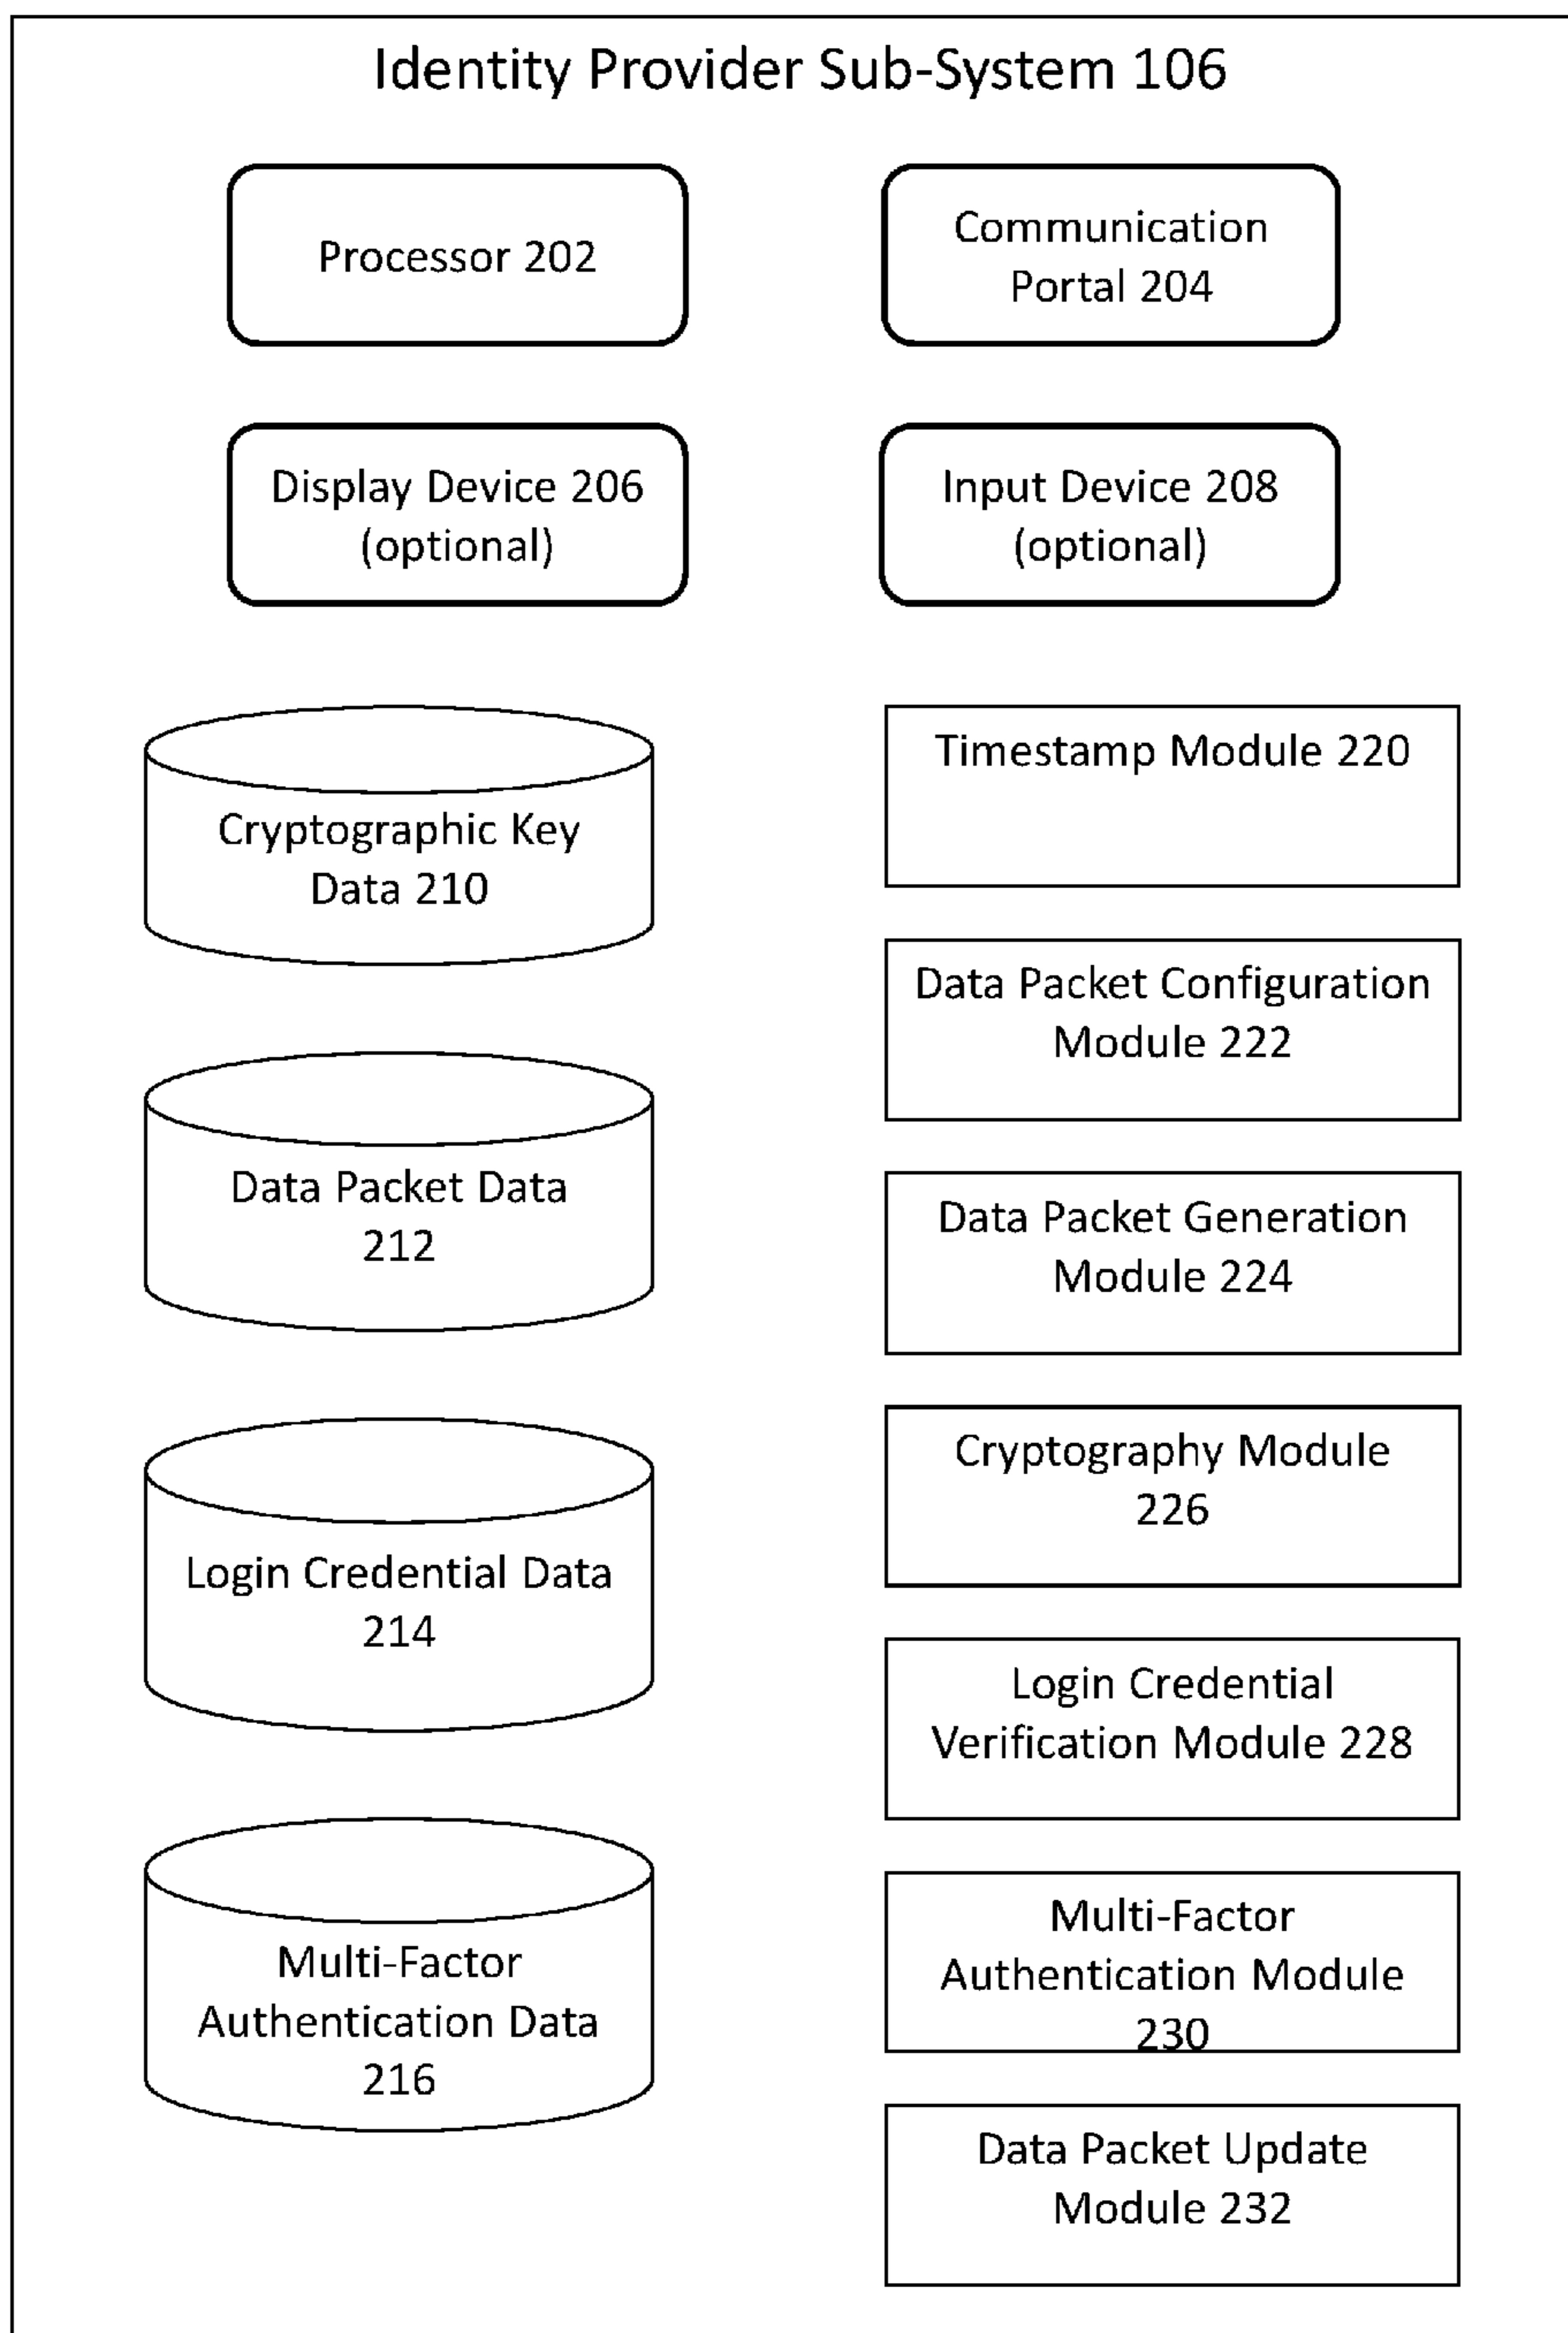 Identity Provider Sub-System 106
Processor 202
Communication
Portal 204
Display Device 206
(optional)
Input Device 208
(optional)
Cryptographic Key
Data 210
Data Packet Data
212
Login Credential Data
214
Multi-Factor
Authentication Data
216
Timestamp Module 220
Data Packet Configuration
Module 222
Data Packet Generation
Module 224
Cryptography Module
226
Login Credential
Verification Module 228
Multi-Factor
Authentication Module
230
Data Packet Update
Module 232